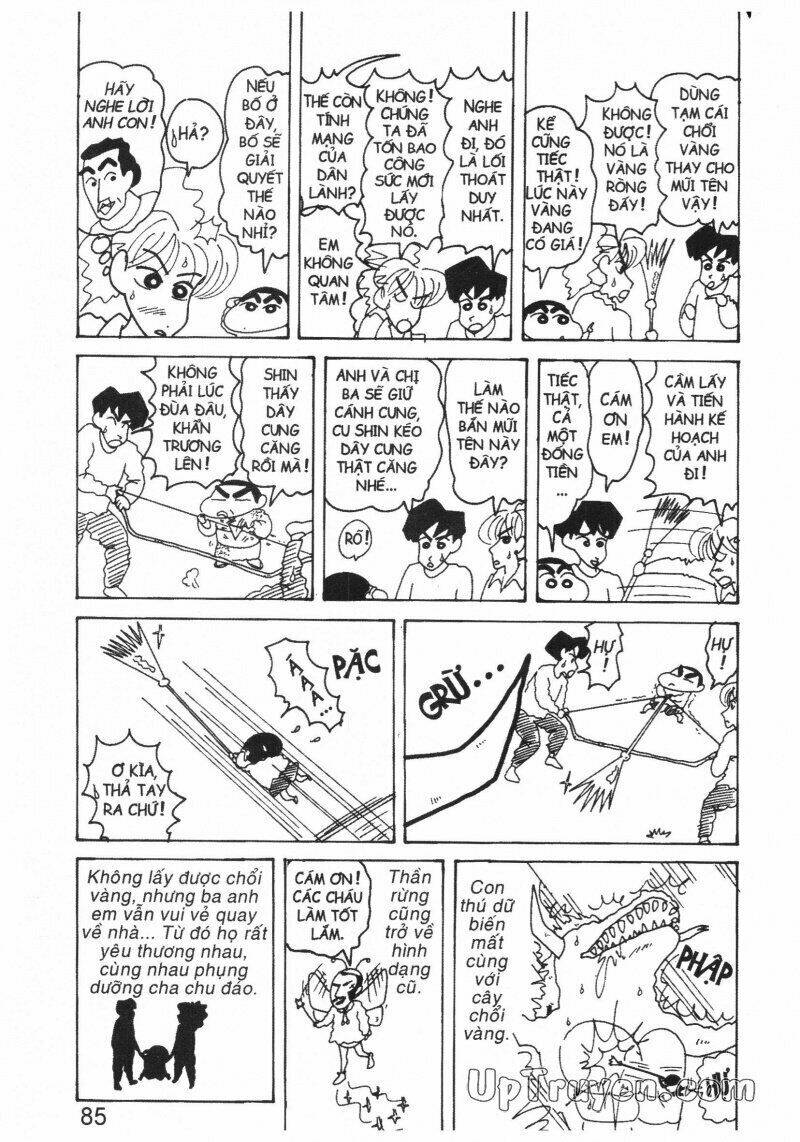 DÙNG
TẠM CÁI
CHỔI
VÀNG
THAY CHO
MŨI TÊN
VẬY!
KHÔNG
ĐƯỢC!
NÓ LÀ
VÀNG
RÒNG
ĐẤY!
KỂ
CŨNG
TIẾC
THẬT!
LÚC NÀY
VÀNG
ĐANG
CÓ GIÁ!
NGHE
ANH
ĐI, ĐÓ
LÀ LỐI
THOÁT
DUY
NHẤT.
KHÔNG!
CHÚNG
TA ĐÃ
TỐN BAO
CÔNG
SỨC MỚI
LẤY
ĐƯỢC
NÓ.
THẾ CÒN
TÍNH
MẠNG
CỦA
DÂN
LÀNH?
EM
KHÔNG
QUAN
TÂM!
NẾU
BỐ Ở
ĐÂY,
BỐ SẼ
GIẢI
QUYẾT
THẾ
NÀO
NHỈ?
HẢ?
HÃY
NGHE LỜI
ANH CON!
CẦM LẤY
VÀ TIẾN
HÀNH KẾ
HOẠCH
CỦA ANH
ĐI!
CÁM
ƠN
EM!
TIẾC
THẬT,
CẢ
MỘT
ĐỐNG
TIỀN
...
LÀM
THẾ NÀO
BẮN MŨI
TÊN NÀY
ĐÂY?
ANH VÀ CHỊ
BA SẼ GIỮ
CÁNH CUNG,
CU SHIN KÉO
DÂY CUNG
THẬT CĂNG
NHÉ...
RÕ!
SHIN
THẤY
DÂY
CUNG
CĂNG
RỒI MÀ!
KHÔNG
PHẢI LÚC
ĐÙA ĐÂU,
KHẨN
TRƯƠNG
LÊN!
HỰ
!
HỰ
!
GRỪ...
PẶC
ÁAA...
Ơ KÌA,
THẢ TAY
RA CHỨ!
PHẬP
Con
thú dữ
biến
mất
cùng
với
cây
chổi
vàng.
Thần
rừng
cũng
trở về
hình
dạng
cũ.
CÁM ƠN!
CÁC CHÁU
LÀM TỐT
LẮM.
Không lấy được chổi
vàng, nhưng ba anh
em vẫn vui vẻ quay
về nhà... Từ đó họ rất
yêu thương nhau,
cùng nhau phụng
dưỡng cha chu đáo.
UpTruyen.com
85